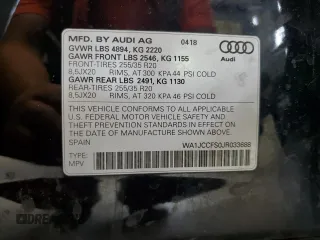 MFD. BY AUDI AG 0418
GVWR LBS 4894, KG 2220
GAWR FRONT LBS 2546, KG 1155
FRONT-TIRES 255/35 R20
8,5JX20 RIMS, AT 300 KPA 44 PSI COLD
GAWR REAR LBS 2491, KG 1130
REAR-TIRES 255/35 R20
8,5JX20 RIMS, AT 320 KPA 46 PSI COLD
Audi
THIS VEHICLE CONFORMS TO ALL APPLICABLE
U.S. FEDERAL MOTOR VEHICLE SAFETY
AND THEFT PREVENTION STANDARDS IN EFFECT
ON THE DATE OF MANUFACTURE SHOWN ABOVE.
SPAIN
TYPE:
MPV
WA1JCCFS0JR033688